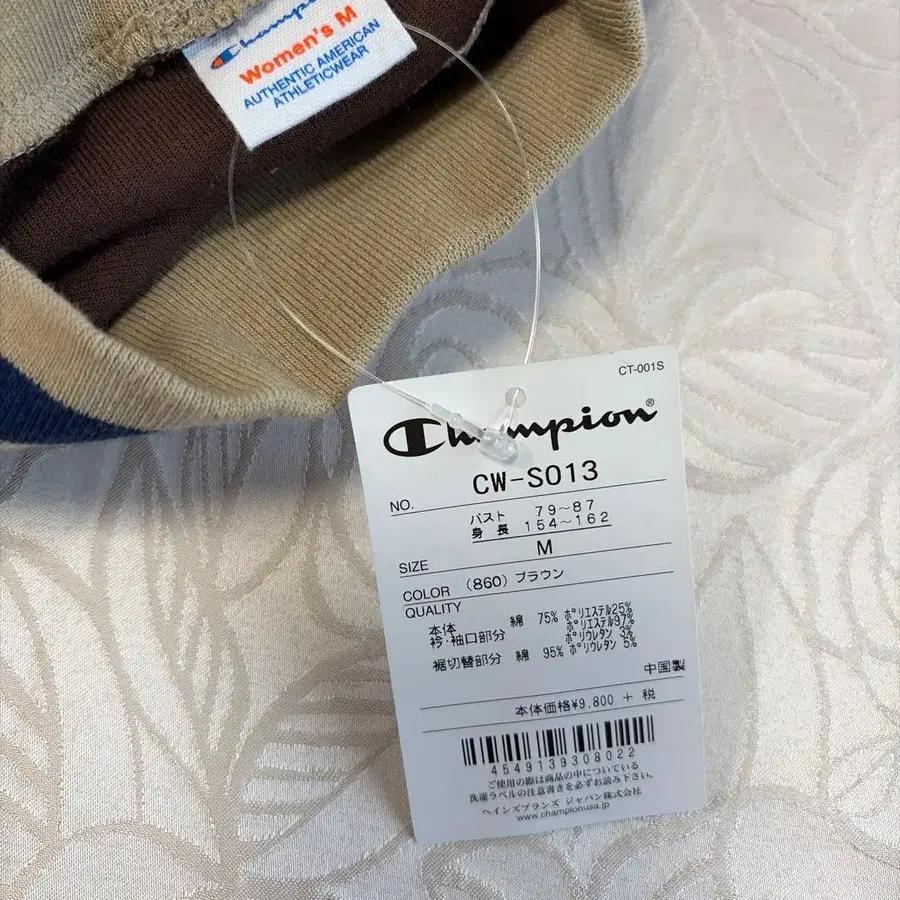 Champion
Women's M
AUTHENTIC AMERICAN
ATHLETICWEAR
CT-001S
Champion®
NO. CW-S013
バスト 79～87
身長 154～162
SIZE M
COLOR (860) ブラウン
QUALITY
本体 綿 75% ポリエステル25%
衿・袖口部分 ポリエステル97%
ポリウレタン 3%
裾切替部分 綿 95% ポリウレタン 5%
中国製
本体価格¥9,800 + 税
4549139308022
ご使用の際は商品の中についている
洗濯ラベルの注意書きを必ずお読み下さい。
ヘインズブランズ ジャパン株式会社
www.championusa.jp